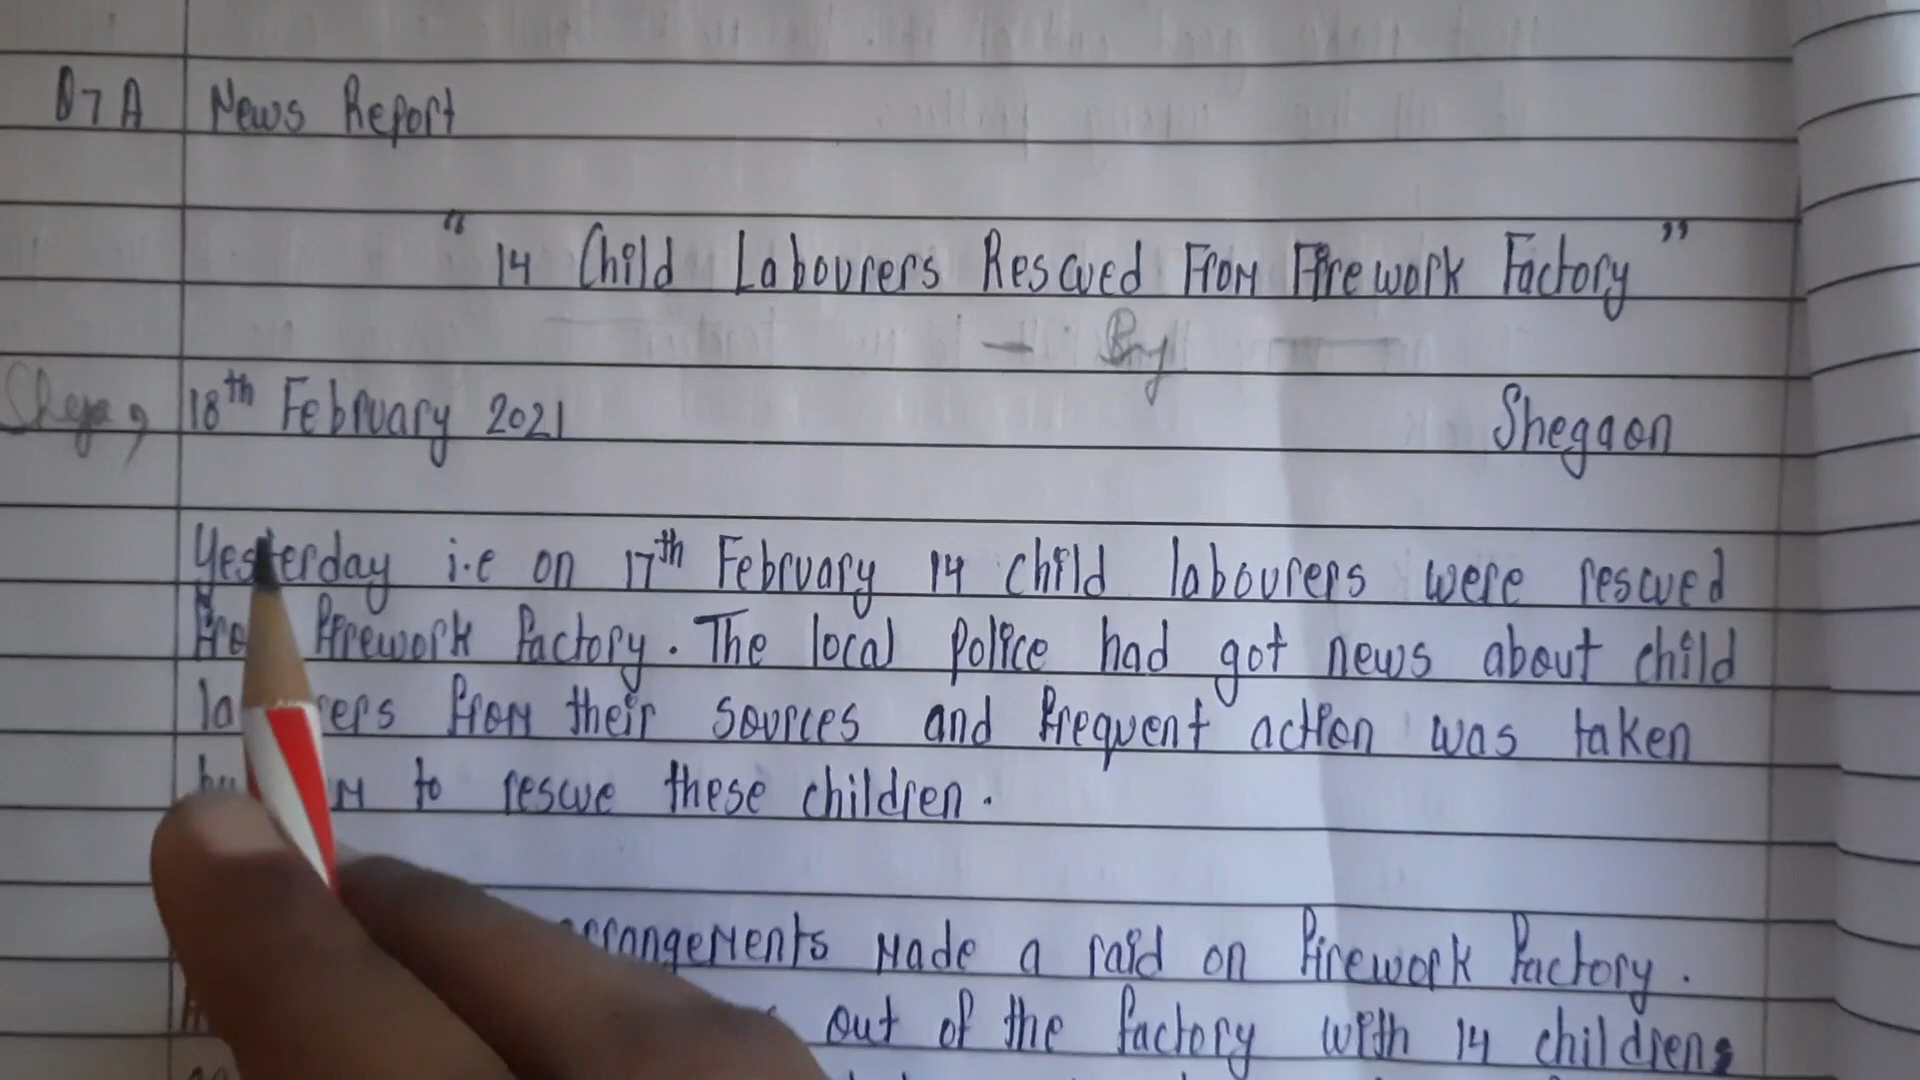 Q7 A News Report
" 14 Child Labourers Rescued From Firework Factory "
- By
18th February 2021 Shegaon
Yesterday i.e on 17th February 14 child labourers were rescued
firework factory. The local police had got news about child
from their sources and frequent action was taken
to rescue these children.
made a raid on firework factory.
out of the factory with 14 children